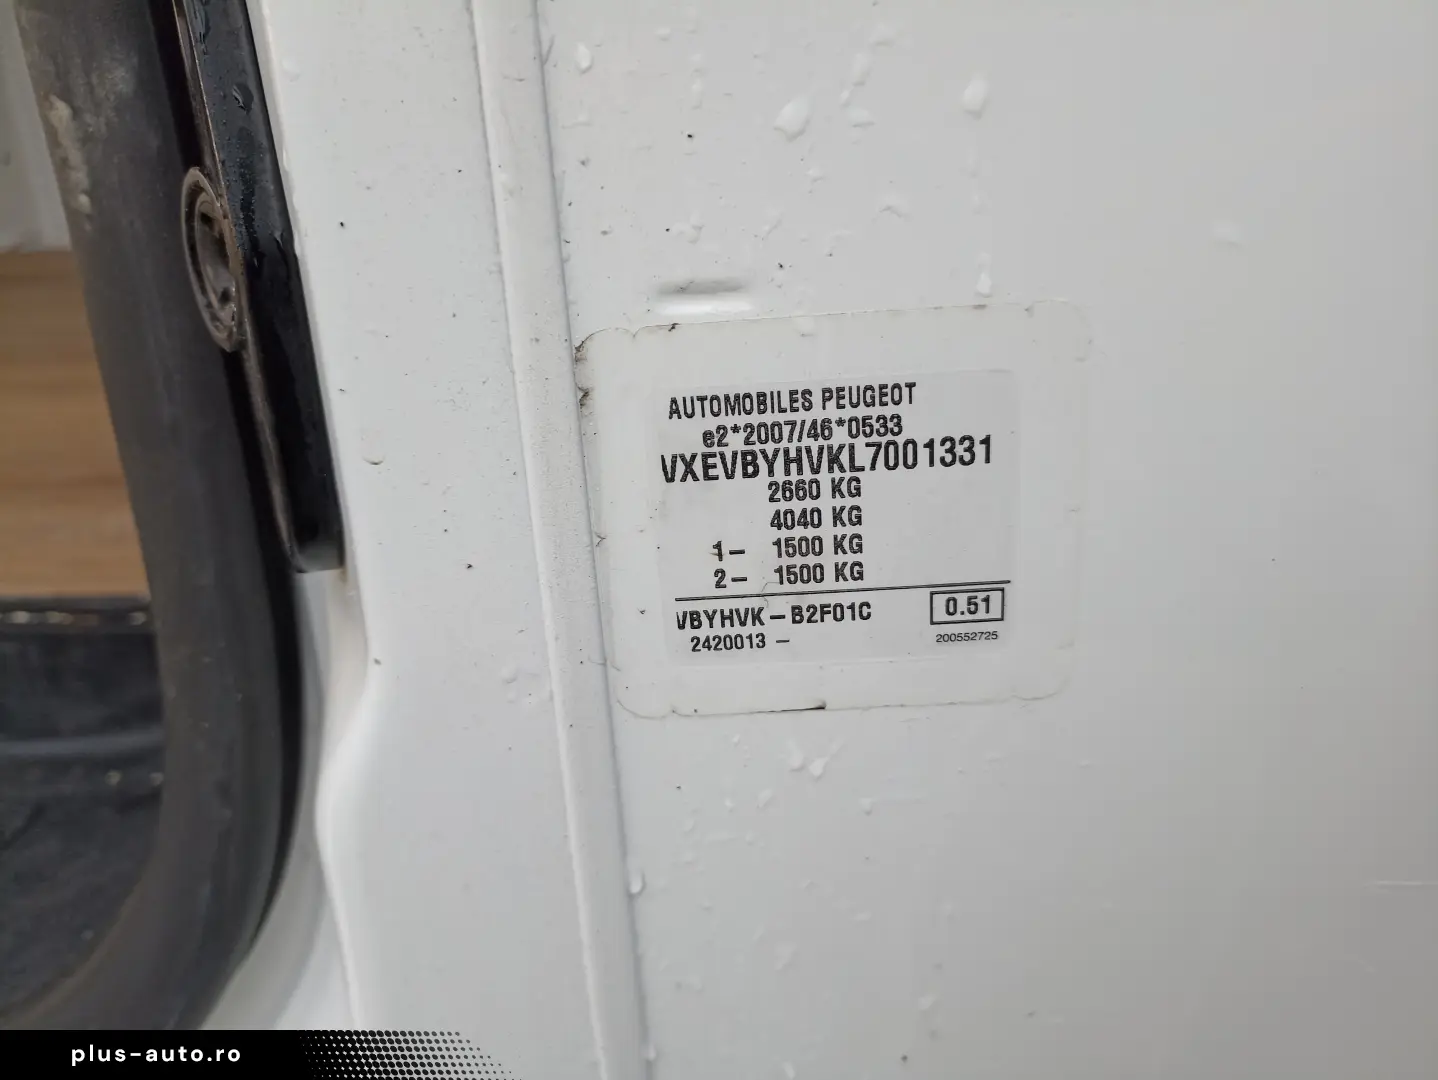 AUTOMOBILES PEUGEOT
e2*2007/46*0533
VXEVBYHVKL7001331
2660 KG
4040 KG
1- 1500 KG
2- 1500 KG
VBYHVK-B2F01C 0.51
2420013 - 200552725
plus-auto.ro